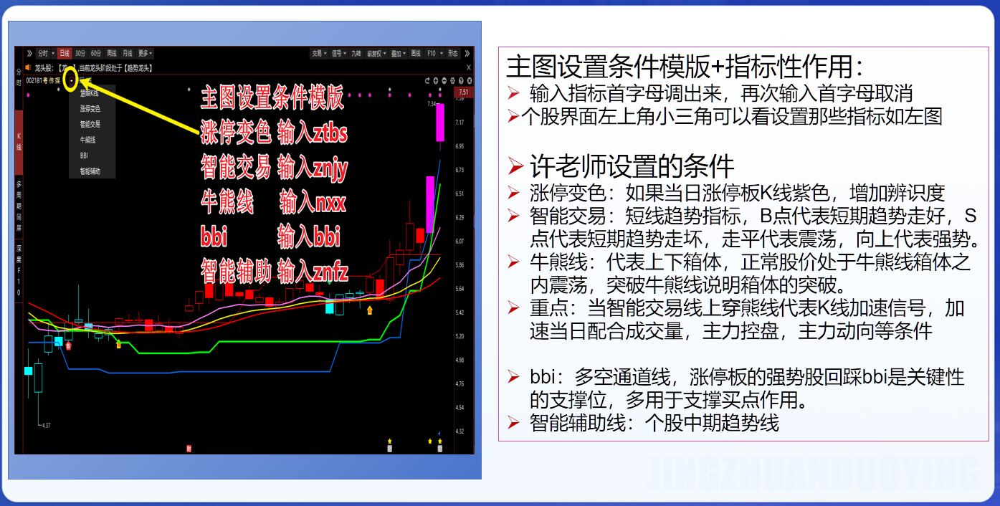 分时 日线 30分 60分 周线 月线 更多 交易 信号 九转 前复权 叠加 画线 F10 形态
龙头股：【龙 】,当前龙头阶段处于【趋势龙头】
002181粤传媒
慧眼K线
涨停变色
智能交易
牛熊线
BBI
智能辅助
分时
K线
多周期同屏
深度F10
主图设置条件模版
涨停变色 输入ztbs
智能交易 输入znjy
牛熊线 输入nxx
bbi 输入bbi
智能辅助 输入znfz
7.34
4.37
7.51
7.39
7.17
6.95
6.73
6.51
6.29
6.07
5.86
5.64
5.42
5.20
4.98
4.76
4.54
4.32
B
财
主图设置条件模版+指标性作用：
输入指标首字母调出来，再次输入首字母取消
个股界面左上角小三角可以看设置那些指标如左图
许老师设置的条件
涨停变色：如果当日涨停板K线紫色，增加辨识度
智能交易：短线趋势指标，B点代表短期趋势走好，S
点代表短期趋势走坏，走平代表震荡，向上代表强势。
牛熊线：代表上下箱体，正常股价处于牛熊线箱体之
内震荡，突破牛熊线说明箱体的突破。
重点：当智能交易线上穿熊线代表K线加速信号，加
速当日配合成交量，主力控盘，主力动向等条件
bbi：多空通道线，涨停板的强势股回踩bbi是关键性
的支撑位，多用于支撑买点作用。
智能辅助线：个股中期趋势线
JINGZHUANDUOYING